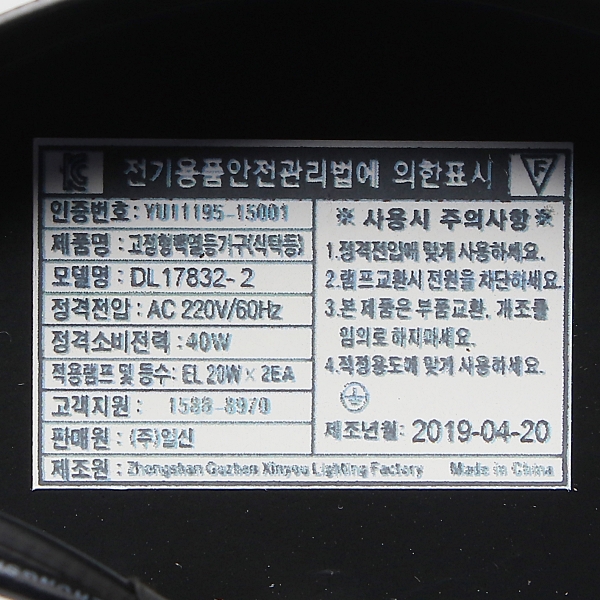 전기용품안전관리법에 의한표시
인증번호: YU11195-15001
제품명 : 고정형백열등기구(식탁등)
모델명 : DL17832-2
정격전압 : AC 220V/60Hz
정격소비전력 : 40W
적용램프 및 등수: EL 20W × 2EA
고객지원 : 1588-8970
판매원 : (주)일신
※ 사용시 주의사항 ※
1.정격전압에 맞게 사용하세요.
2.램프교환시 전원을 차단하세요.
3.본 제품은 부품교환, 개조를
임의로 하지마세요.
4.적정용도에 맞게 사용하세요.
제조년월: 2019-04-20
제조원 : Zhongshan Guzhen Xinyou Lighting Factory Made in China
F